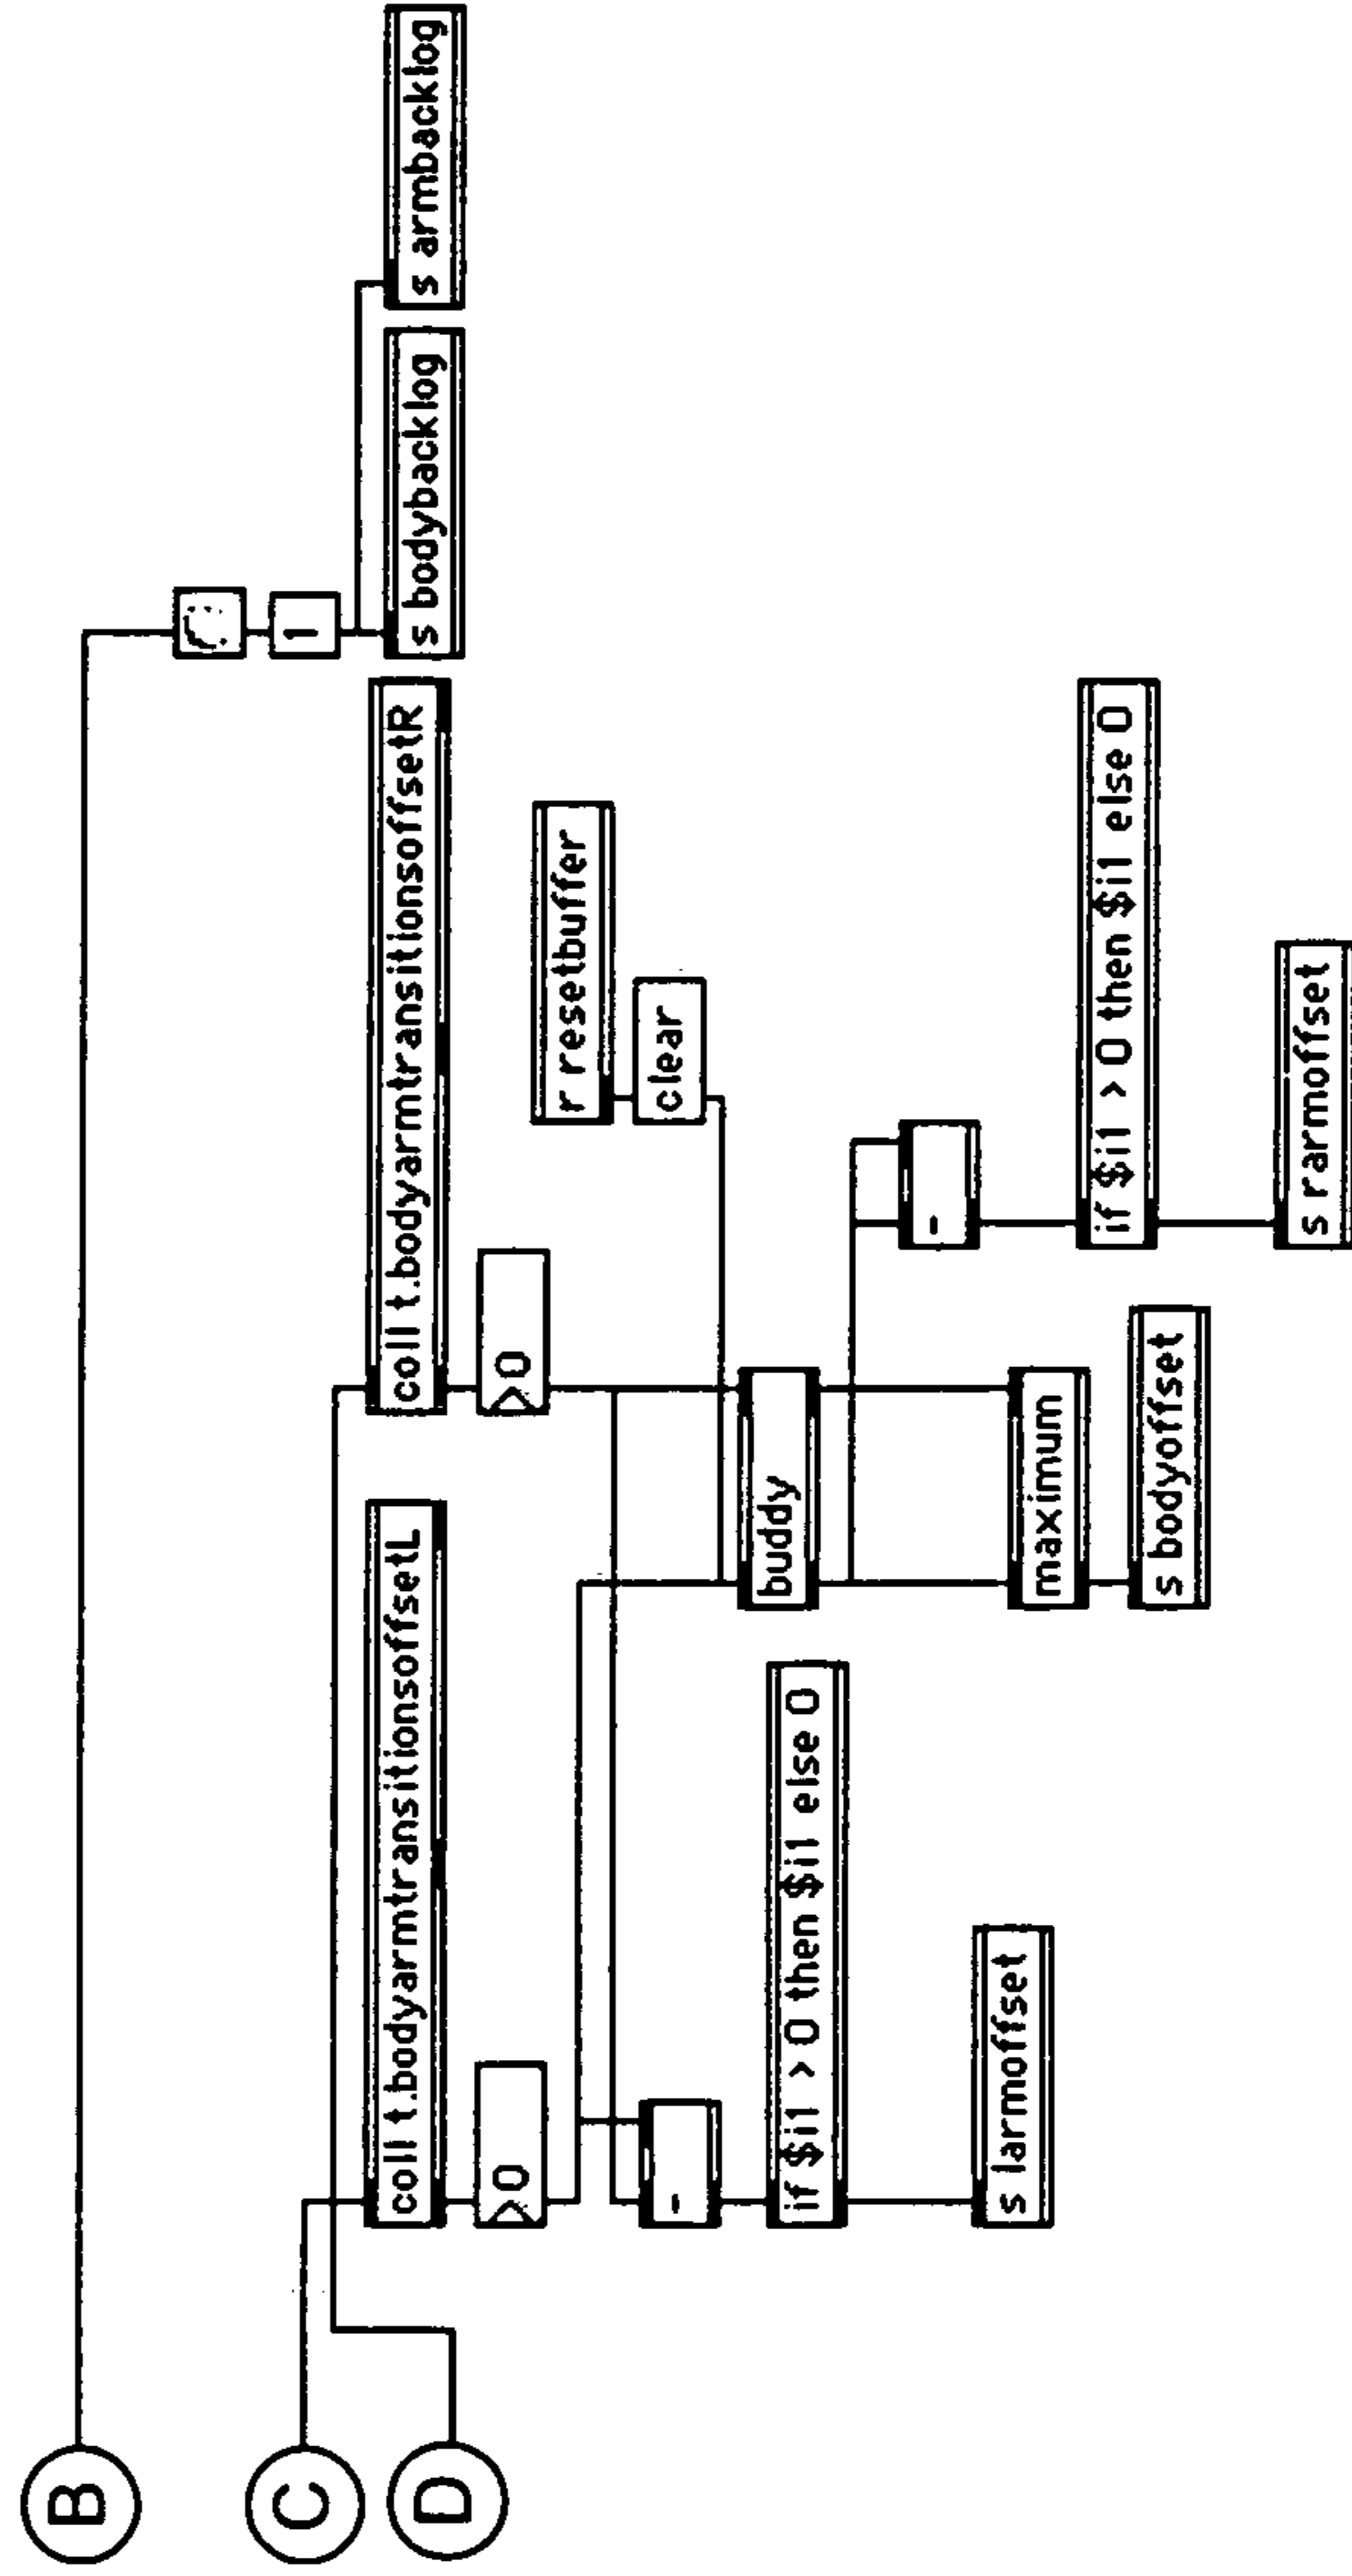 B
1
s bodybacklog
s armbacklog
C
D
coll t.bodyarmtransitionsoffsetL
coll t.bodyarmtransitionsoffsetR
>0
>0
r resetbuffer
clear
-
buddy
if $i1 > 0 then $i1 else 0
-
s larmoffset
maximum
if $i1 > 0 then $i1 else 0
s bodyoffset
s rarmoffset